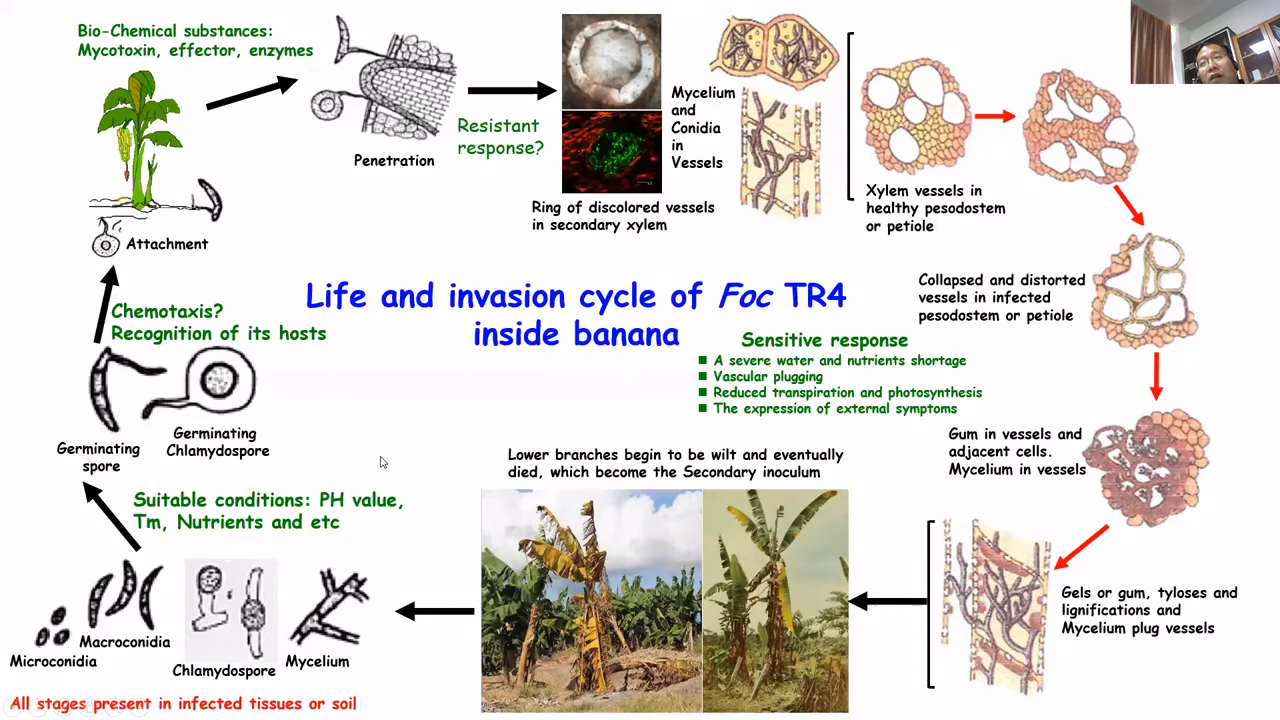 Bio-Chemical substances:
Mycotoxin, effector, enzymes
Penetration
Resistant
response?
Ring of discolored vessels
in secondary xylem
Mycelium
and
Conidia
in
Vessels
Xylem vessels in
healthy pesodostem
or petiole
Attachment
Chemotaxis?
Recognition of its hosts
Life and invasion cycle of Foc TR4
inside banana
Collapsed and distorted
vessels in infected
pesodostem or petiole
Sensitive response
A severe water and nutrients shortage
Vascular plugging
Reduced transpiration and photosynthesis
The expression of external symptoms
Germinating
spore
Germinating
Chlamydospore
Gum in vessels and
adjacent cells.
Mycelium in vessels
Lower branches begin to be wilt and eventually
died, which become the Secondary inoculum
Suitable conditions: PH value,
Tm, Nutrients and etc
Gels or gum, tyloses and
lignifications and
Mycelium plug vessels
Microconidia
Macroconidia
Chlamydospore
Mycelium
All stages present in infected tissues or soil